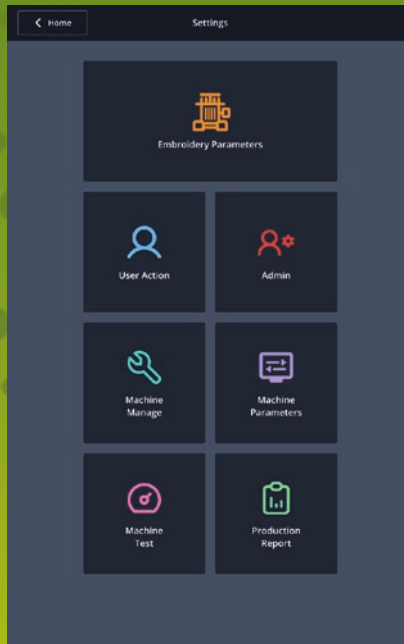 Home
Settings
Embroidery Parameters
User Action
Admin
Machine
Manage
Machine
Parameters
Machine
Test
Production
Report